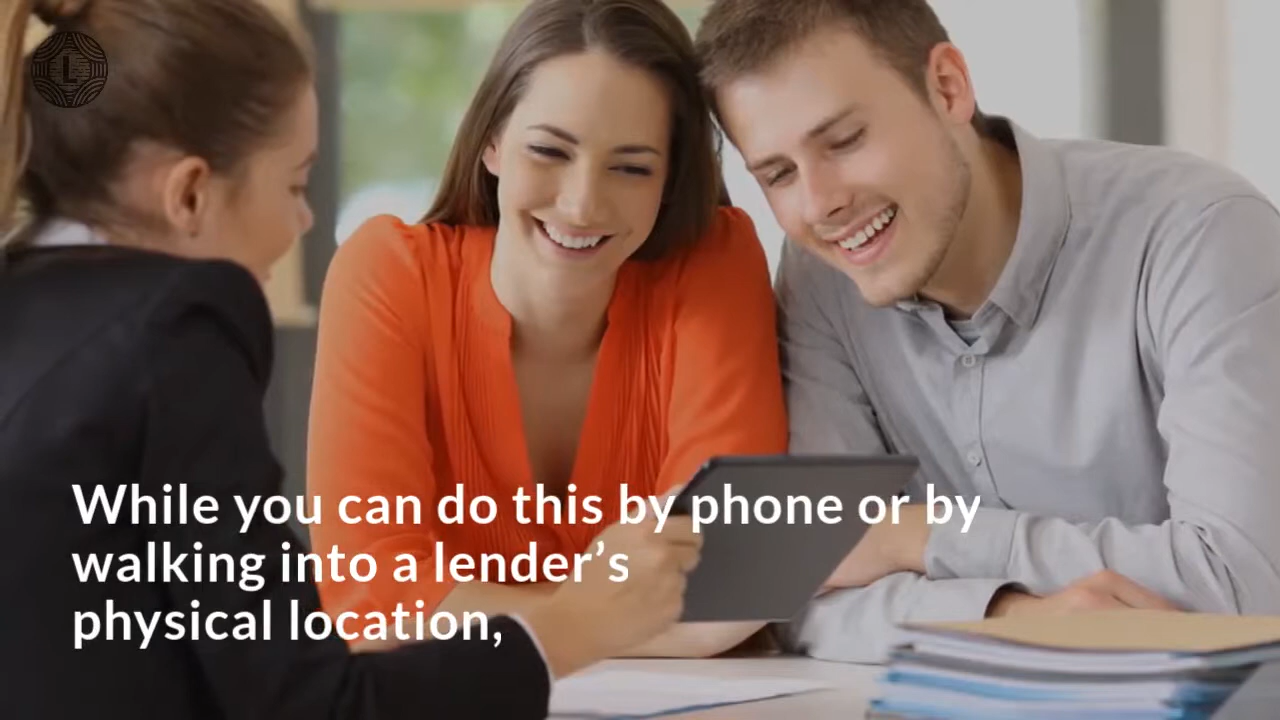 L
While you can do this by phone or by
walking into a lender’s
physical location,